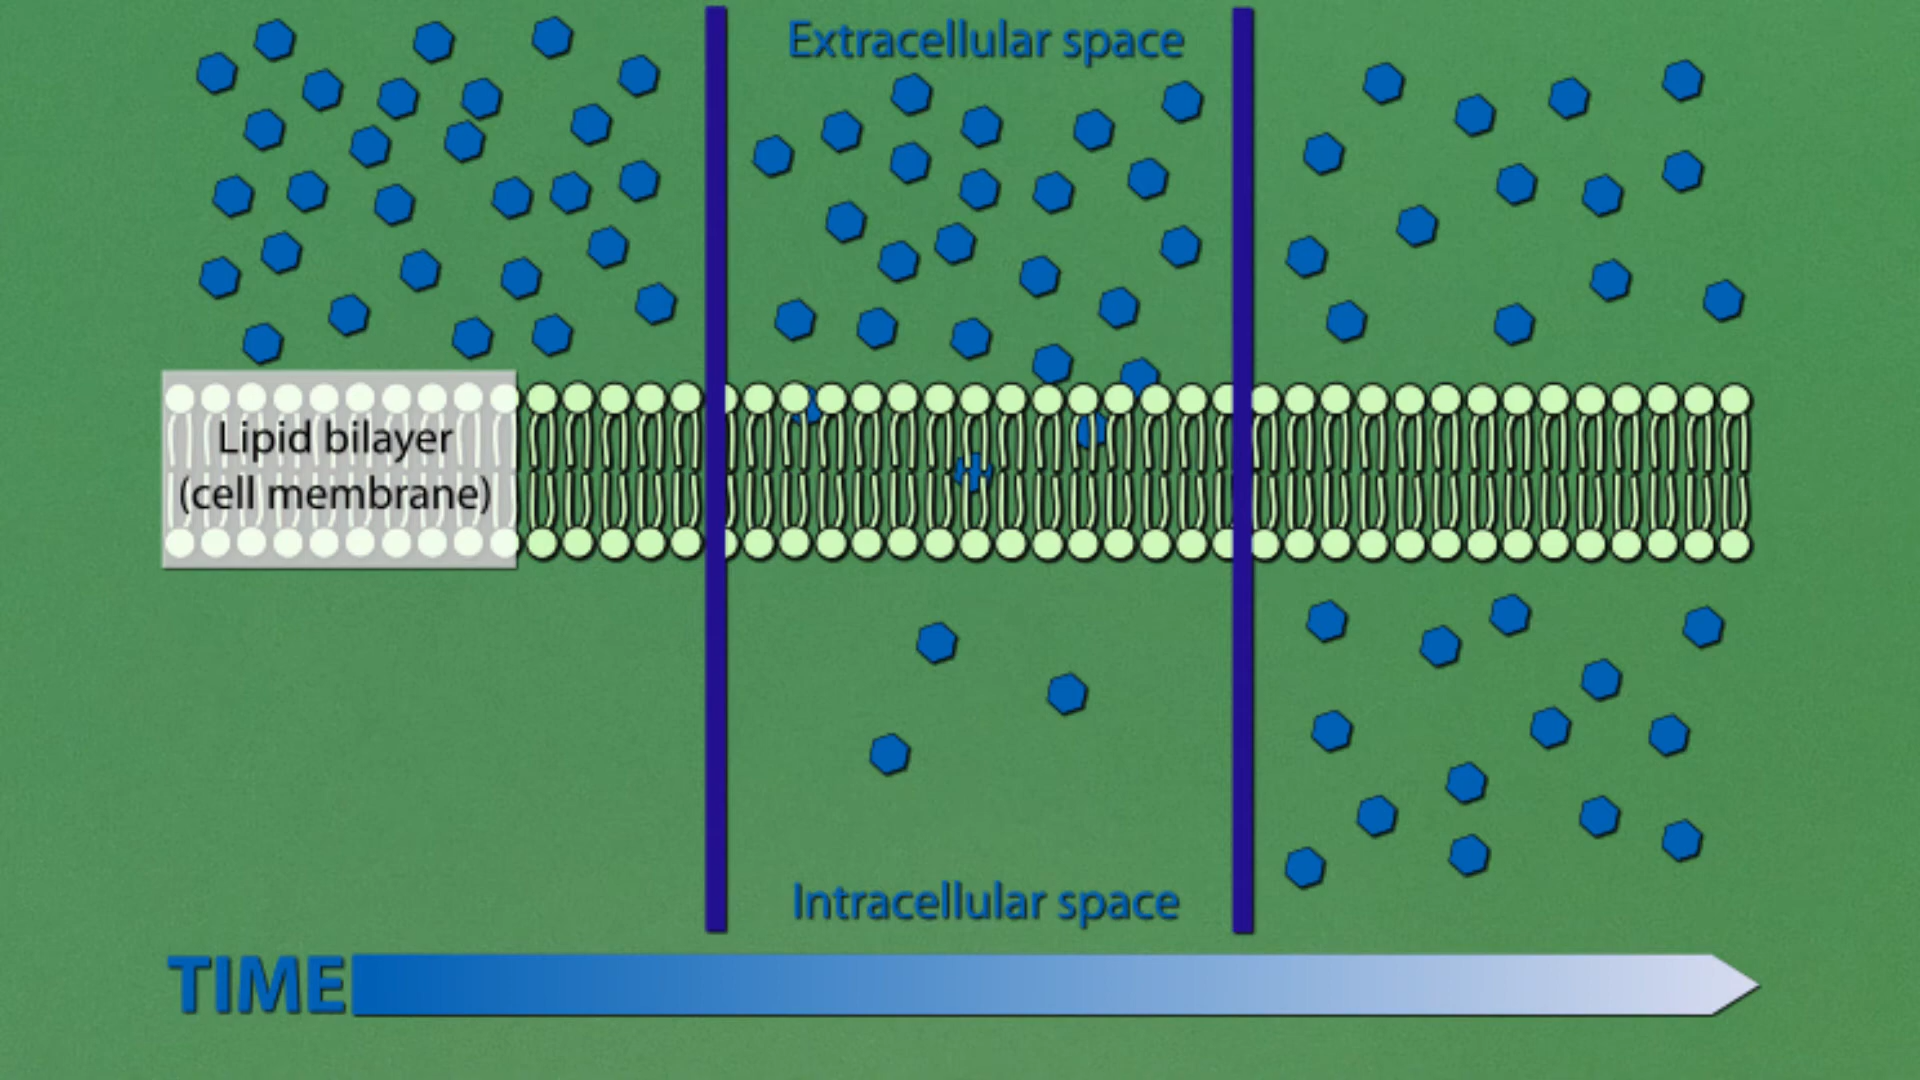 Extracellular space
Lipid bilayer
(cell membrane)
Intracellular space
TIME